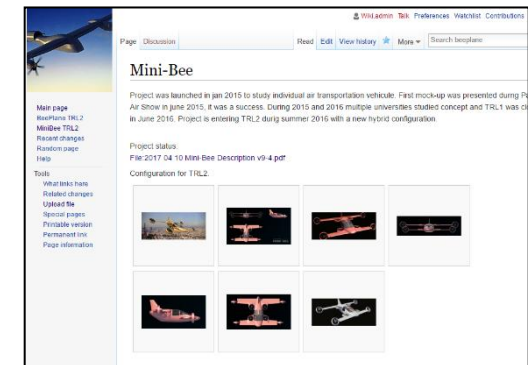 Wiki.admin Talk Preferences Watchlist Contributions
Page Discussion Read Edit View history More Search beeplane
Mini-Bee
Project was launched in jan 2015 to study individual air transportation vehicule. First mock-up was presented during
Air Show in june 2015, it was a success. During 2015 and 2016 multiple universities studied concept and TRL1 was
in June 2016. Project is entering TRL2 durig summer 2016 with a new hybrid configuration.
Project status:
File:2017 04 10 Mini-Bee Description v9-4.pdf
Configuration for TRL2.
Main page
BeePlane TRL2
MiniBee TRL2
Recent changes
Random page
Help
Tools
What links here
Related changes
Upload file
Special pages
Printable version
Permanent link
Page information